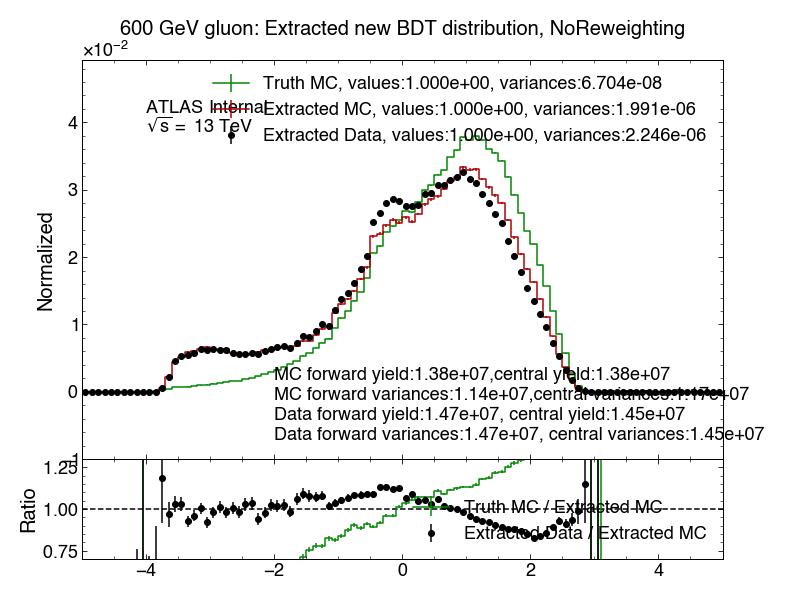 600 GeV gluon: Extracted new BDT distribution, NoReweighting
×10⁻²
Truth MC, values:1.000e+00, variances:6.704e-08
ATLAS Internal
Extracted MC, values:1.000e+00, variances:1.991e-06
√s = 13 TeV
Extracted Data, values:1.000e+00, variances:2.246e-06
4
3
2
1
0
1
Normalized
MC forward yield:1.38e+07,central yield:1.38e+07
MC forward variances:1.14e+07,central variances:1.17e+07
Data forward yield:1.47e+07, central yield:1.45e+07
Data forward variances:1.47e+07, central variances:1.45e+07
1.25
1.00
0.75
Ratio
Truth MC / Extracted MC
Extracted Data / Extracted MC
−4 −2 0 2 4